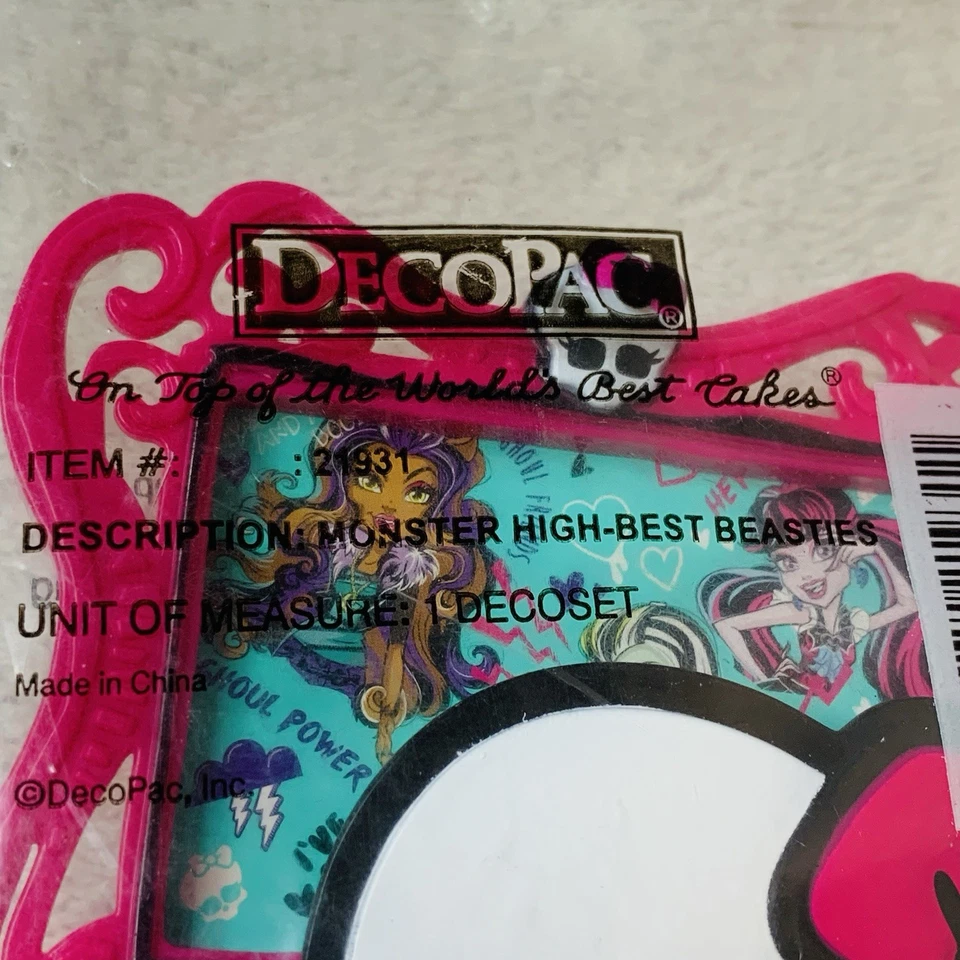 DECOPAC®
On Top of the World's Best Cakes®
ITEM #: : 21931
DESCRIPTION: MONSTER HIGH-BEST BEASTIES
UNIT OF MEASURE: 1 DECOSET
Made in China
GHOUL POWER
©DecoPac, Inc.
I'VE